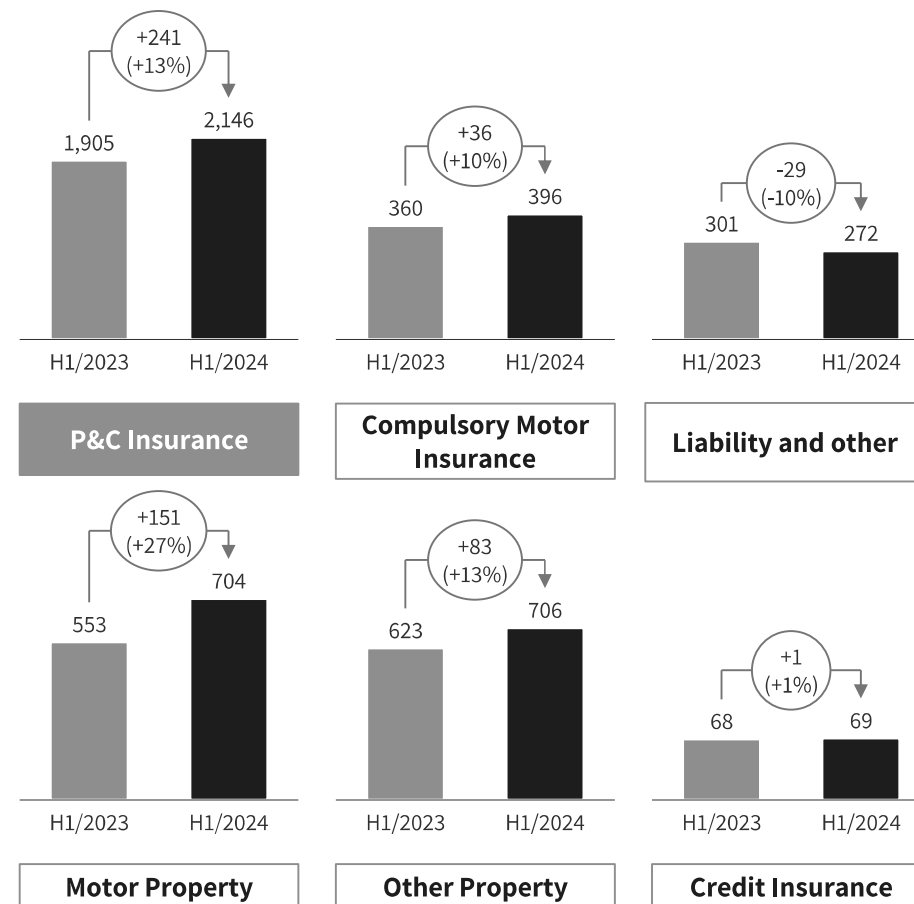 +241
(+13%)
1,905
2,146
H1/2023
H1/2024
P&C Insurance
+36
(+10%)
360
396
H1/2023
H1/2024
Compulsory Motor
Insurance
-29
(-10%)
301
272
H1/2023
H1/2024
Liability and other
+151
(+27%)
553
704
H1/2023
H1/2024
Motor Property
+83
(+13%)
623
706
H1/2023
H1/2024
Other Property
+1
(+1%)
68
69
H1/2023
H1/2024
Credit Insurance